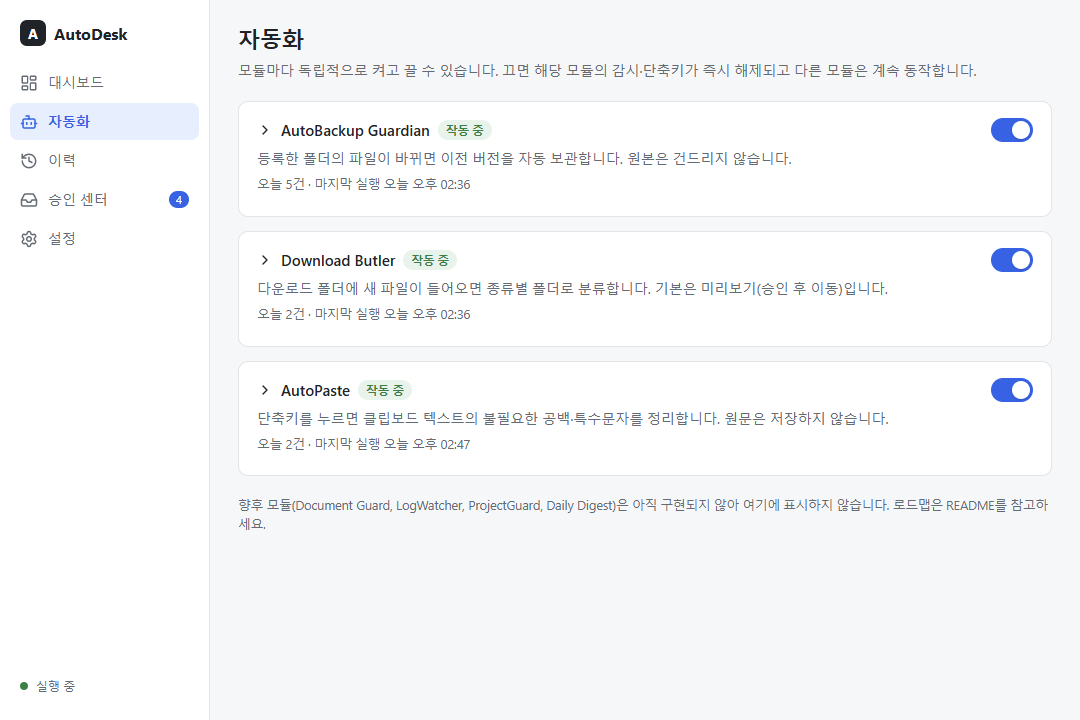 A AutoDesk
대시보드
자동화
이력
승인 센터 4
설정
실행 중
자동화
모듈마다 독립적으로 켜고 끌 수 있습니다. 끄면 해당 모듈의 감시·단축키가 즉시 해제되고 다른 모듈은 계속 동작합니다.
AutoBackup Guardian 작동 중
등록한 폴더의 파일이 바뀌면 이전 버전을 자동 보관합니다. 원본은 건드리지 않습니다.
오늘 5건 · 마지막 실행 오늘 오후 02:36
Download Butler 작동 중
다운로드 폴더에 새 파일이 들어오면 종류별 폴더로 분류합니다. 기본은 미리보기(승인 후 이동)입니다.
오늘 2건 · 마지막 실행 오늘 오후 02:36
AutoPaste 작동 중
단축키를 누르면 클립보드 텍스트의 불필요한 공백·특수문자를 정리합니다. 원문은 저장하지 않습니다.
오늘 2건 · 마지막 실행 오늘 오후 02:47
향후 모듈(Document Guard, LogWatcher, ProjectGuard, Daily Digest)은 아직 구현되지 않아 여기에 표시하지 않습니다. 로드맵은 README를 참고하
세요.